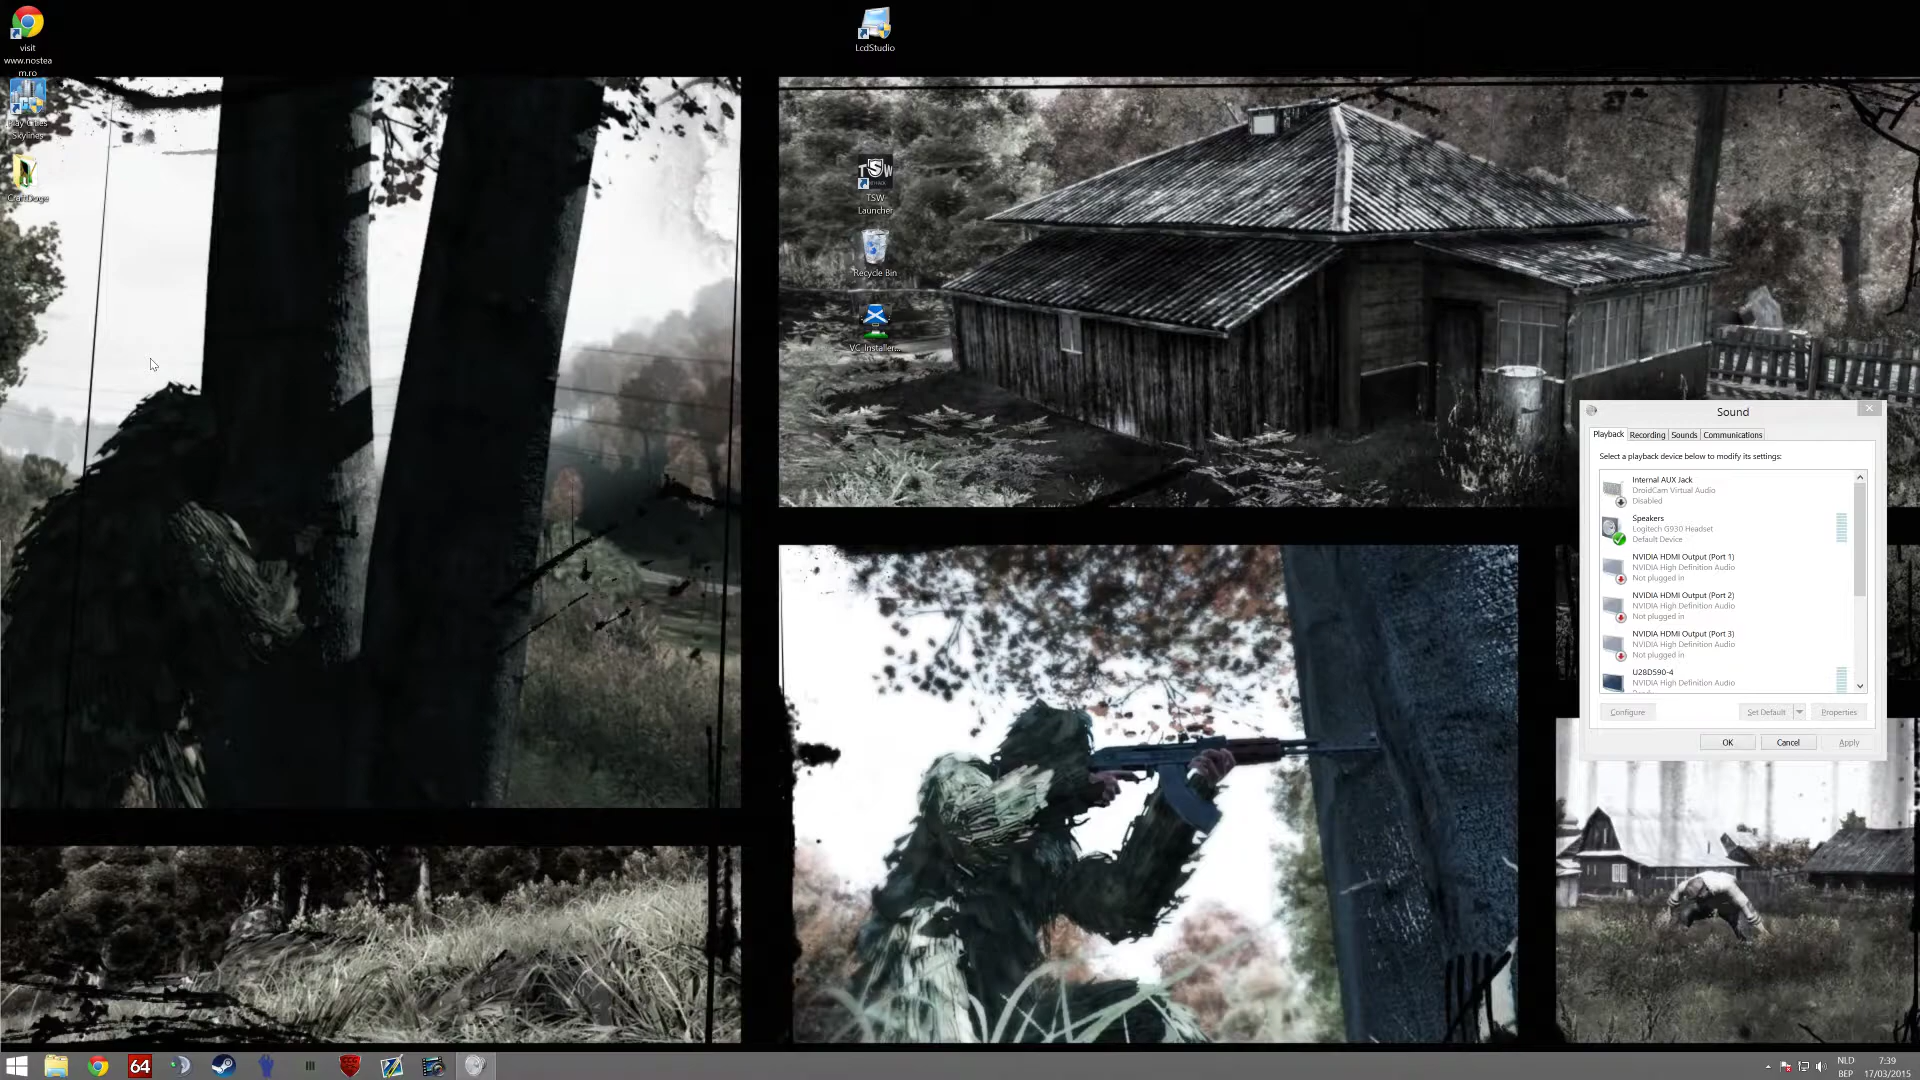 visit
www.nostea
m.ro
Play Cities
Skylines
CraftDoge
LcdStudio
TSW
TSW
Launcher
Recycle Bin
VC_Installer...
Sound
Playback
Recording
Sounds
Communications
Select a playback device below to modify its settings:
Internal AUX Jack
DroidCam Virtual Audio
Disabled
Speakers
Logitech G930 Headset
Default Device
NVIDIA HDMI Output (Port 1)
NVIDIA High Definition Audio
Not plugged in
NVIDIA HDMI Output (Port 2)
NVIDIA High Definition Audio
Not plugged in
NVIDIA HDMI Output (Port 3)
NVIDIA High Definition Audio
Not plugged in
U28D590-4
NVIDIA High Definition Audio
Configure
Set Default
Properties
OK
Cancel
Apply
64
NLD
BEP
7:39
17/03/2015